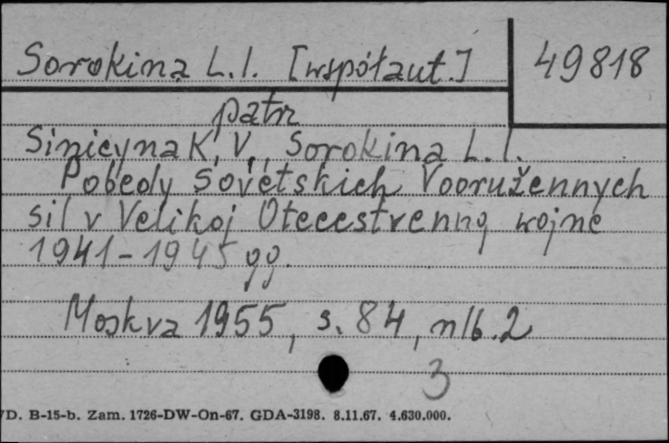 Sorokina L.I. [współaut.]
49818
patrz
Sinicyna K. V., Sorokina L. I.
Pobedy Sovetskich Vooružennych
sil v Velikoj Oteeestvenny wojne
1941-1945 gg.
Moskva 1955, s. 84, nlb. 2
3
D. B-15-b. Zam. 1726-DW-On-67. GDA-3198. 8.11.67. 4.630.000.